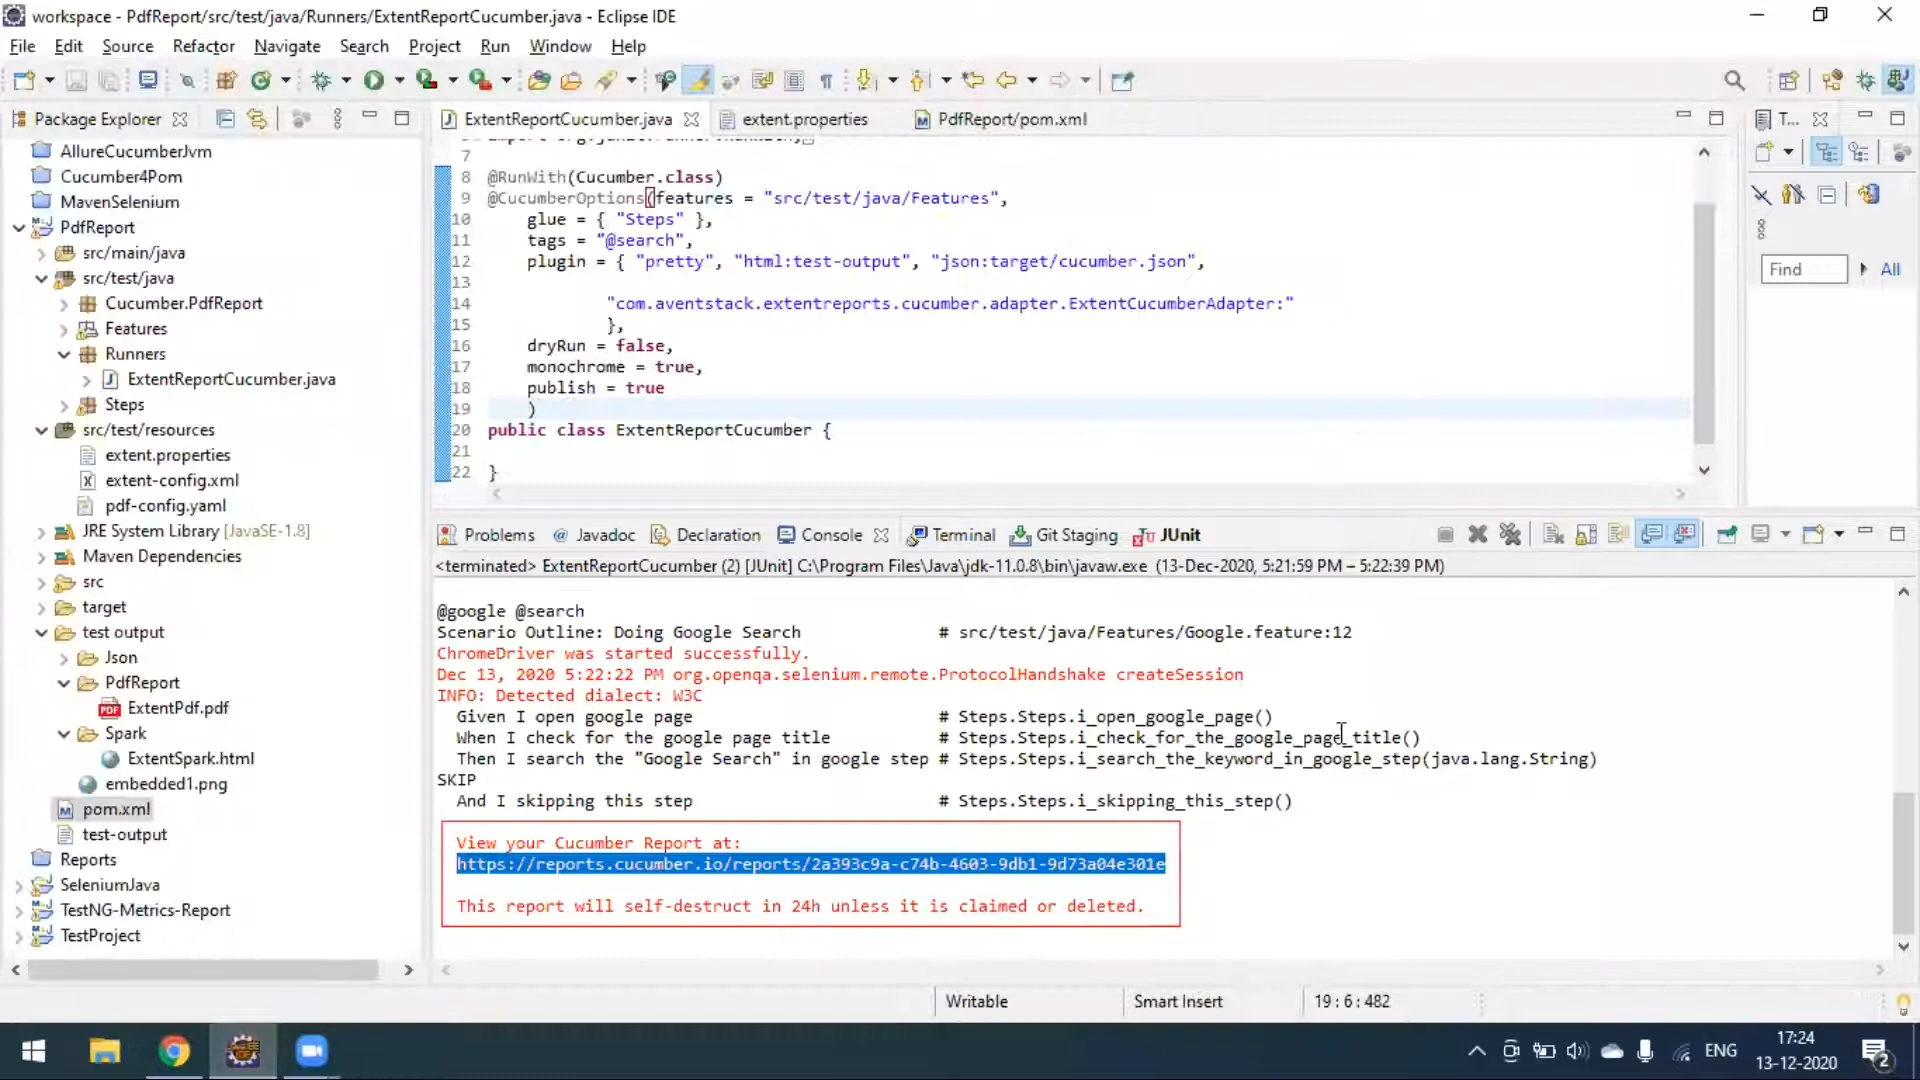 workspace - PdfReport/src/test/java/Runners/ExtentReportCucumber.java - Eclipse IDE
File Edit Source Refactor Navigate Search Project Run Window Help
Package Explorer
ExtentReportCucumber.java
extent.properties
PdfReport/pom.xml
T...
AllureCucumberJvm
Cucumber4Pom
MavenSelenium
PdfReport
src/main/java
src/test/java
Cucumber.PdfReport
Features
Runners
ExtentReportCucumber.java
Steps
src/test/resources
extent.properties
extent-config.xml
pdf-config.yaml
JRE System Library [JavaSE-1.8]
Maven Dependencies
src
target
test output
Json
PdfReport
ExtentPdf.pdf
Spark
ExtentSpark.html
embedded1.png
pom.xml
test-output
Reports
SeleniumJava
TestNG-Metrics-Report
TestProject
7
8 @RunWith(Cucumber.class)
9 @CucumberOptions(features = "src/test/java/Features",
10 glue = { "Steps" },
11 tags = "@search",
12 plugin = { "pretty", "html:test-output", "json:target/cucumber.json",
13
14 "com.aventstack.extentreports.cucumber.adapter.ExtentCucumberAdapter:"
15 },
16 dryRun = false,
17 monochrome = true,
18 publish = true
19 )
20 public class ExtentReportCucumber {
21
22 }
Find
All
Problems
Javadoc
Declaration
Console
Terminal
Git Staging
JUnit
<terminated> ExtentReportCucumber (2) [JUnit] C:\Program Files\Java\jdk-11.0.8\bin\javaw.exe (13-Dec-2020, 5:21:59 PM – 5:22:39 PM)
@google @search
Scenario Outline: Doing Google Search # src/test/java/Features/Google.feature:12
ChromeDriver was started successfully.
Dec 13, 2020 5:22:22 PM org.openqa.selenium.remote.ProtocolHandshake createSession
INFO: Detected dialect: W3C
Given I open google page # Steps.Steps.i_open_google_page()
When I check for the google page title # Steps.Steps.i_check_for_the_google_page_title()
Then I search the "Google Search" in google step # Steps.Steps.i_search_the_keyword_in_google_step(java.lang.String)
SKIP
And I skipping this step # Steps.Steps.i_skipping_this_step()
View your Cucumber Report at:
https://reports.cucumber.io/reports/2a393c9a-c74b-4603-9db1-9d73a04e301e
This report will self-destruct in 24h unless it is claimed or deleted.
Writable
Smart Insert
19 : 6 : 482
ENG
17:24
13-12-2020
2